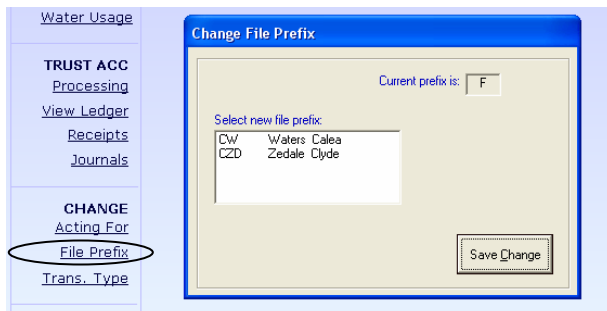 Water Usage
TRUST ACC
Processing
View Ledger
Receipts
Journals
CHANGE
Acting For
File Prefix
Trans. Type
Change File Prefix
Current prefix is: F
Select new file prefix:
CW Waters Calea
CZD Zedale Clyde
Save Change